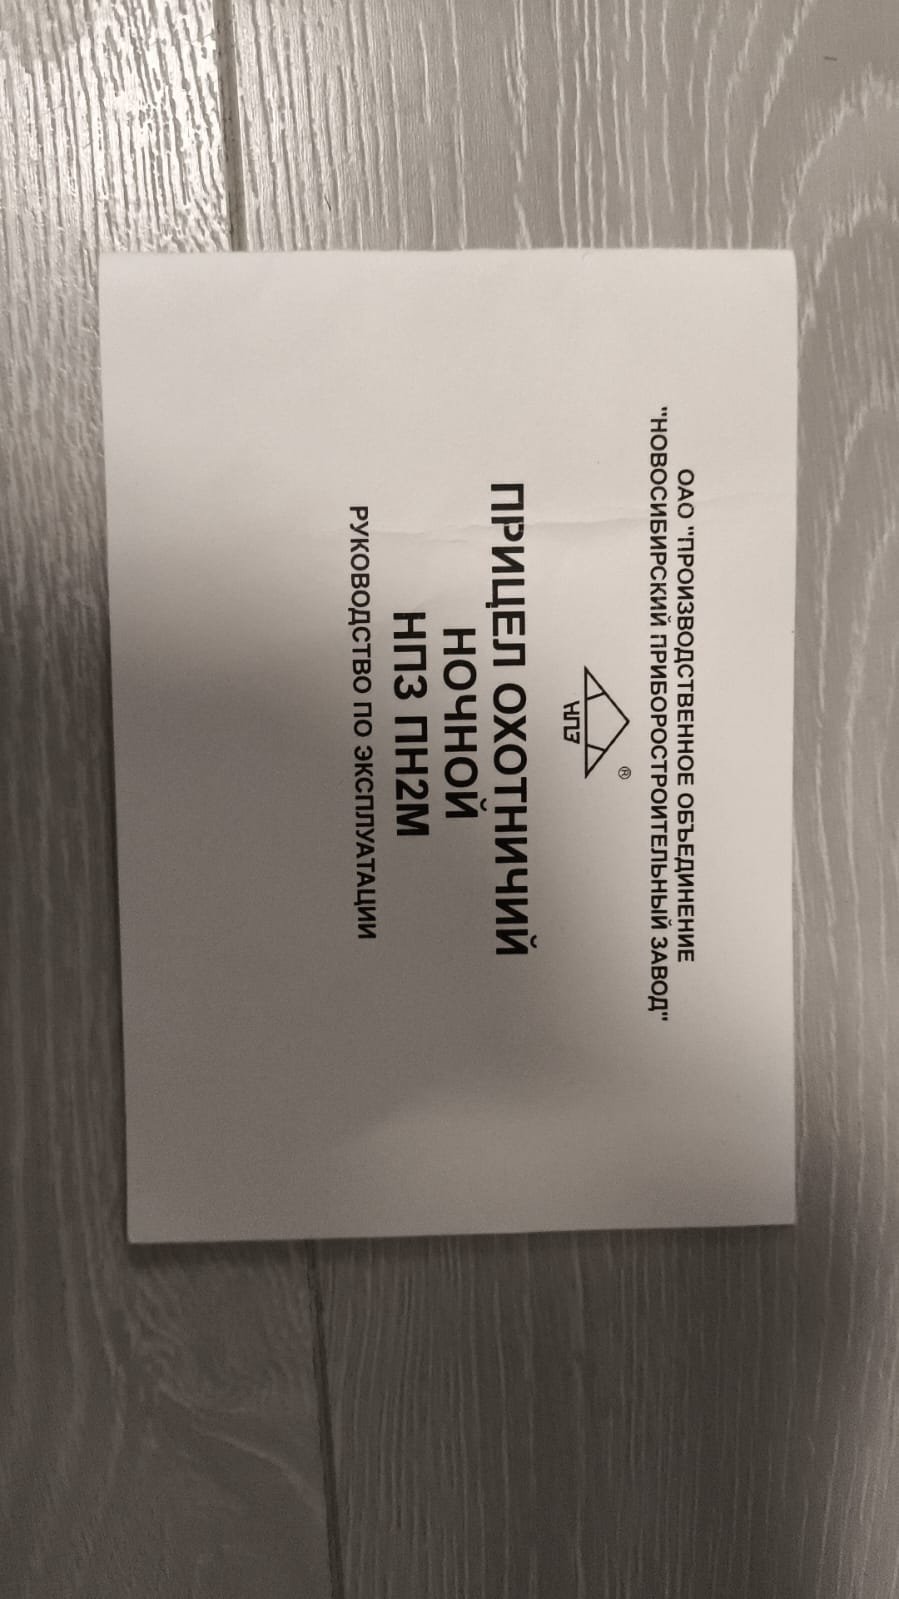 ОАО "ПРОИЗВОДСТВЕННОЕ ОБЪЕДИНЕНИЕ
"НОВОСИБИРСКИЙ ПРИБОРОСТРОИТЕЛЬНЫЙ ЗАВОД"
®
НПЗ
ПРИЦЕЛ ОХОТНИЧИЙ
НОЧНОЙ
НПЗ ПН2М
РУКОВОДСТВО ПО ЭКСПЛУАТАЦИИ